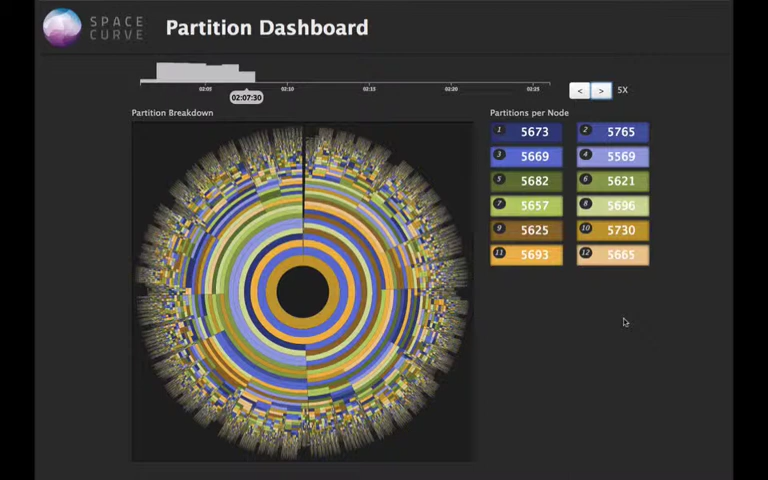 SPACE
CURVE
Partition Dashboard
02:05 02:10 02:15 02:20 02:25
02:07:30
< > 5X
Partition Breakdown
Partitions per Node
1 5673 2 5765
3 5669 4 5569
5 5682 6 5621
7 5657 8 5696
9 5625 10 5730
11 5693 12 5665